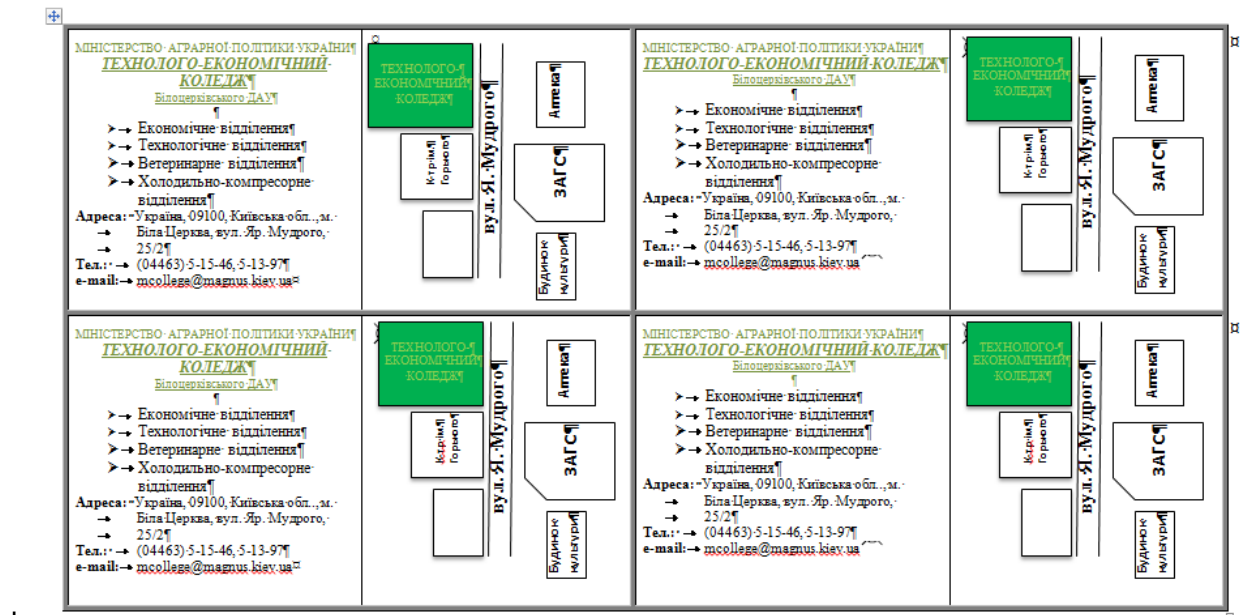 МІНІСТЕРСТВО АГРАРНОЇ ПОЛІТИКИ УКРАЇНИ
ТЕХНОЛОГО-ЕКОНОМІЧНИЙ
КОЛЕДЖ
Білоцерківського ДАУ
Економічне відділення
Технологічне відділення
Ветеринарне відділення
Холодильно-компресорне
відділення
Адреса: Україна, 09100, Київська обл.., м.
Біла Церква, вул. Яр. Мудрого,
25/2
Тел.: (04463) 5-15-46, 5-13-97
e-mail: mcollege@magnus.kiev.ua
ТЕХНОЛОГО-
ЕКОНОМІЧНИЙ
КОЛЕДЖ
К-тр ім
Горького
вул. Я. Мудрого
Аптека
ЗАГС
Будинок
культури
МІНІСТЕРСТВО АГРАРНОЇ ПОЛІТИКИ УКРАЇНИ
ТЕХНОЛОГО-ЕКОНОМІЧНИЙ КОЛЕДЖ
Білоцерківського ДАУ
Економічне відділення
Технологічне відділення
Ветеринарне відділення
Холодильно-компресорне
відділення
Адреса: Україна, 09100, Київська обл.., м.
Біла Церква, вул. Яр. Мудрого,
25/2
Тел.: (04463) 5-15-46, 5-13-97
e-mail: mcollege@magnus.kiev.ua
ТЕХНОЛОГО-
ЕКОНОМІЧНИЙ
КОЛЕДЖ
К-тр ім
Горького
вул. Я. Мудрого
Аптека
ЗАГС
Будинок
культури
МІНІСТЕРСТВО АГРАРНОЇ ПОЛІТИКИ УКРАЇНИ
ТЕХНОЛОГО-ЕКОНОМІЧНИЙ
КОЛЕДЖ
Білоцерківського ДАУ
Економічне відділення
Технологічне відділення
Ветеринарне відділення
Холодильно-компресорне
відділення
Адреса: Україна, 09100, Київська обл.., м.
Біла Церква, вул. Яр. Мудрого,
25/2
Тел.: (04463) 5-15-46, 5-13-97
e-mail: mcollege@magnus.kiev.ua
ТЕХНОЛОГО-
ЕКОНОМІЧНИЙ
КОЛЕДЖ
К-тр ім
Горького
вул. Я. Мудрого
Аптека
ЗАГС
Будинок
культури
МІНІСТЕРСТВО АГРАРНОЇ ПОЛІТИКИ УКРАЇНИ
ТЕХНОЛОГО-ЕКОНОМІЧНИЙ КОЛЕДЖ
Білоцерківського ДАУ
Економічне відділення
Технологічне відділення
Ветеринарне відділення
Холодильно-компресорне
відділення
Адреса: Україна, 09100, Київська обл.., м.
Біла Церква, вул. Яр. Мудрого,
25/2
Тел.: (04463) 5-15-46, 5-13-97
e-mail: mcollege@magnus.kiev.ua
ТЕХНОЛОГО-
ЕКОНОМІЧНИЙ
КОЛЕДЖ
К-тр ім
Горького
вул. Я. Мудрого
Аптека
ЗАГС
Будинок
культури